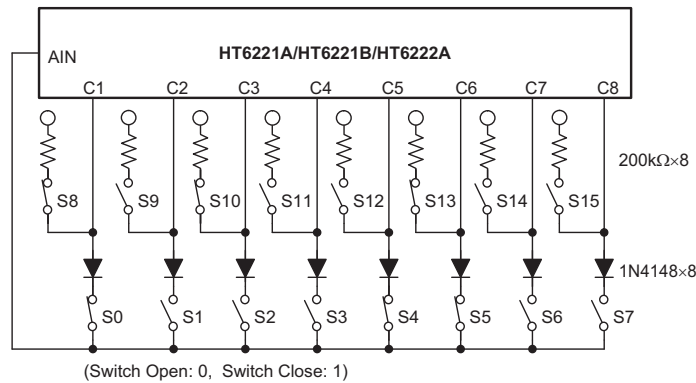 HT6221A/HT6221B/HT6222A
AIN
C1 C2 C3 C4 C5 C6 C7 C8
200kΩ×8
S8 S9 S10 S11 S12 S13 S14 S15
1N4148×8
S0 S1 S2 S3 S4 S5 S6 S7
(Switch Open: 0, Switch Close: 1)